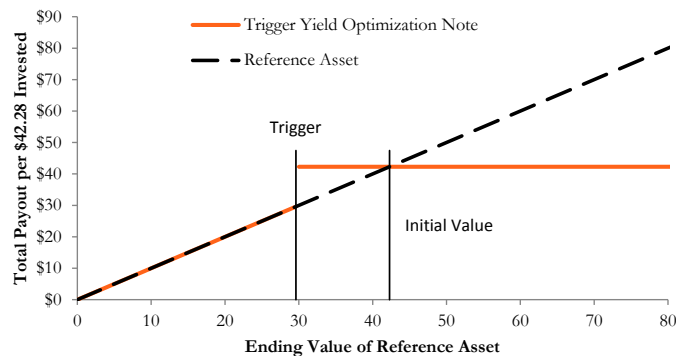 $90
$80
$70
$60
$50
$40
$30
$20
$10
$0
Total Payout per $42.28 Invested
Trigger Yield Optimization Note
Reference Asset
Trigger
Initial Value
0 10 20 30 40 50 60 70 80
Ending Value of Reference Asset